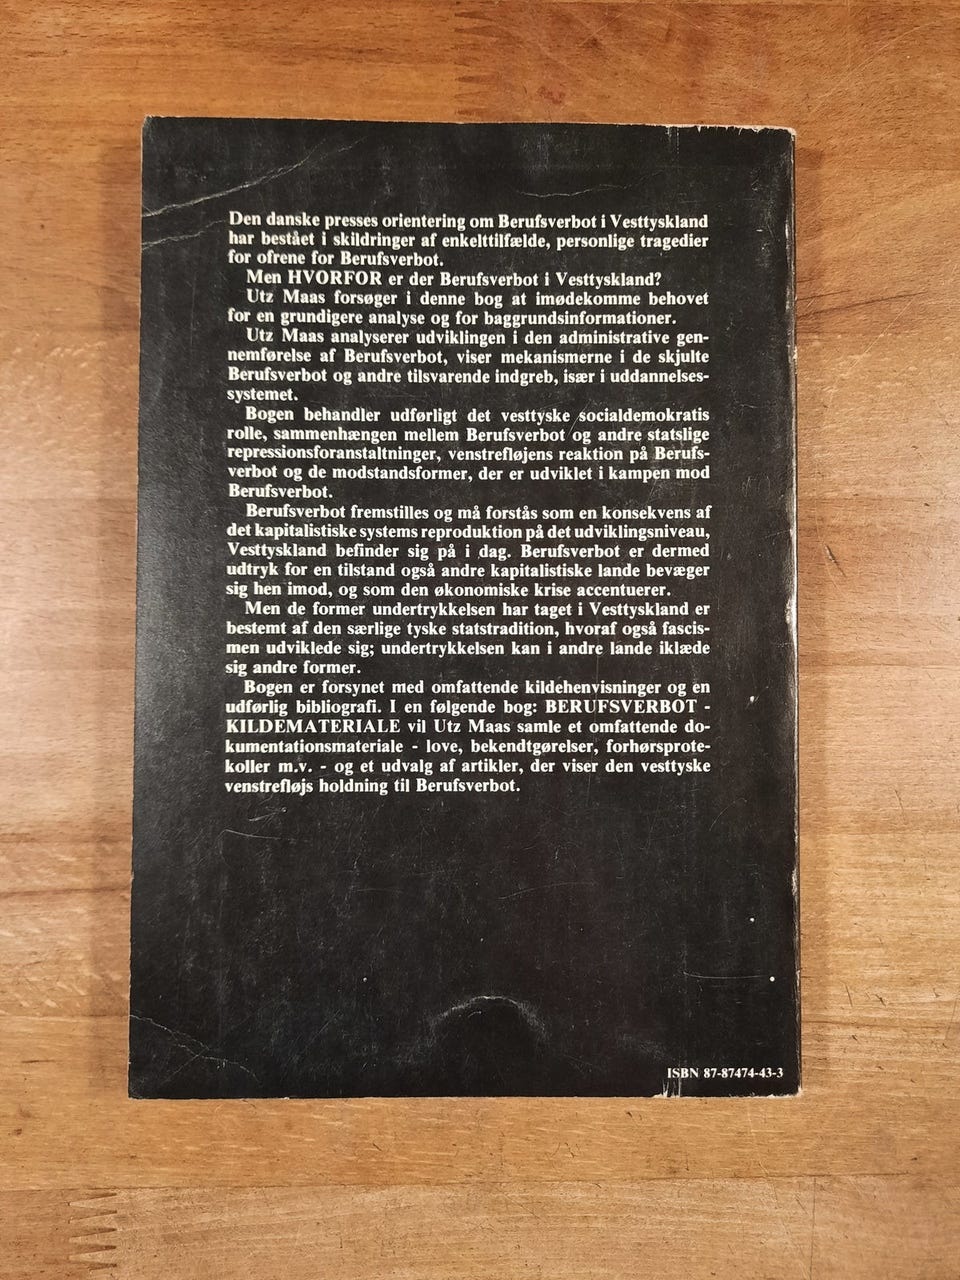 Den danske presses orientering om Berufsverbot i Vesttyskland
har bestået i skildringer af enkelttilfælde, personlige tragedier
for ofrene for Berufsverbot.
Men HVORFOR er der Berufsverbot i Vesttyskland?
Utz Maas forsøger i denne bog at imødekomme behovet
for en grundigere analyse og for baggrundsinformationer.
Utz Maas analyserer udviklingen i den administrative gen-
nemførelse af Berufsverbot, viser mekanismerne i de skjulte
Berufsverbot og andre tilsvarende indgreb, især i uddannelses-
systemet.
Bogen behandler udførligt det vesttyske socialdemokratis
rolle, sammenhængen mellem Berufsverbot og andre statslige
repressionsforanstaltninger, venstrefløjens reaktion på Berufs-
verbot og de modstandsformer, der er udviklet i kampen mod
Berufsverbot.
Berufsverbot fremstilles og må forstås som en konsekvens af
det kapitalistiske systems reproduktion på det udviklingsniveau,
Vesttyskland befinder sig på i dag. Berufsverbot er dermed
udtryk for en tilstand også andre kapitalistiske lande bevæger
sig hen imod, og som den økonomiske krise accentuerer.
Men de former undertrykkelsen har taget i Vesttyskland er
bestemt af den særlige tyske statstradition, hvoraf også fascis-
men udviklede sig; undertrykkelsen kan i andre lande iklæde
sig andre former.
Bogen er forsynet med omfattende kildehenvisninger og en
udførlig bibliografi. I en følgende bog: BERUFSVERBOT -
KILDEMATERIALE vil Utz Maas samle et omfattende do-
kumentationsmateriale - love, bekendtgørelser, forhørsproto-
koller m.v. - og et udvalg af artikler, der viser den vesttyske
venstrefløjs holdning til Berufsverbot.
ISBN 87-87474-43-3